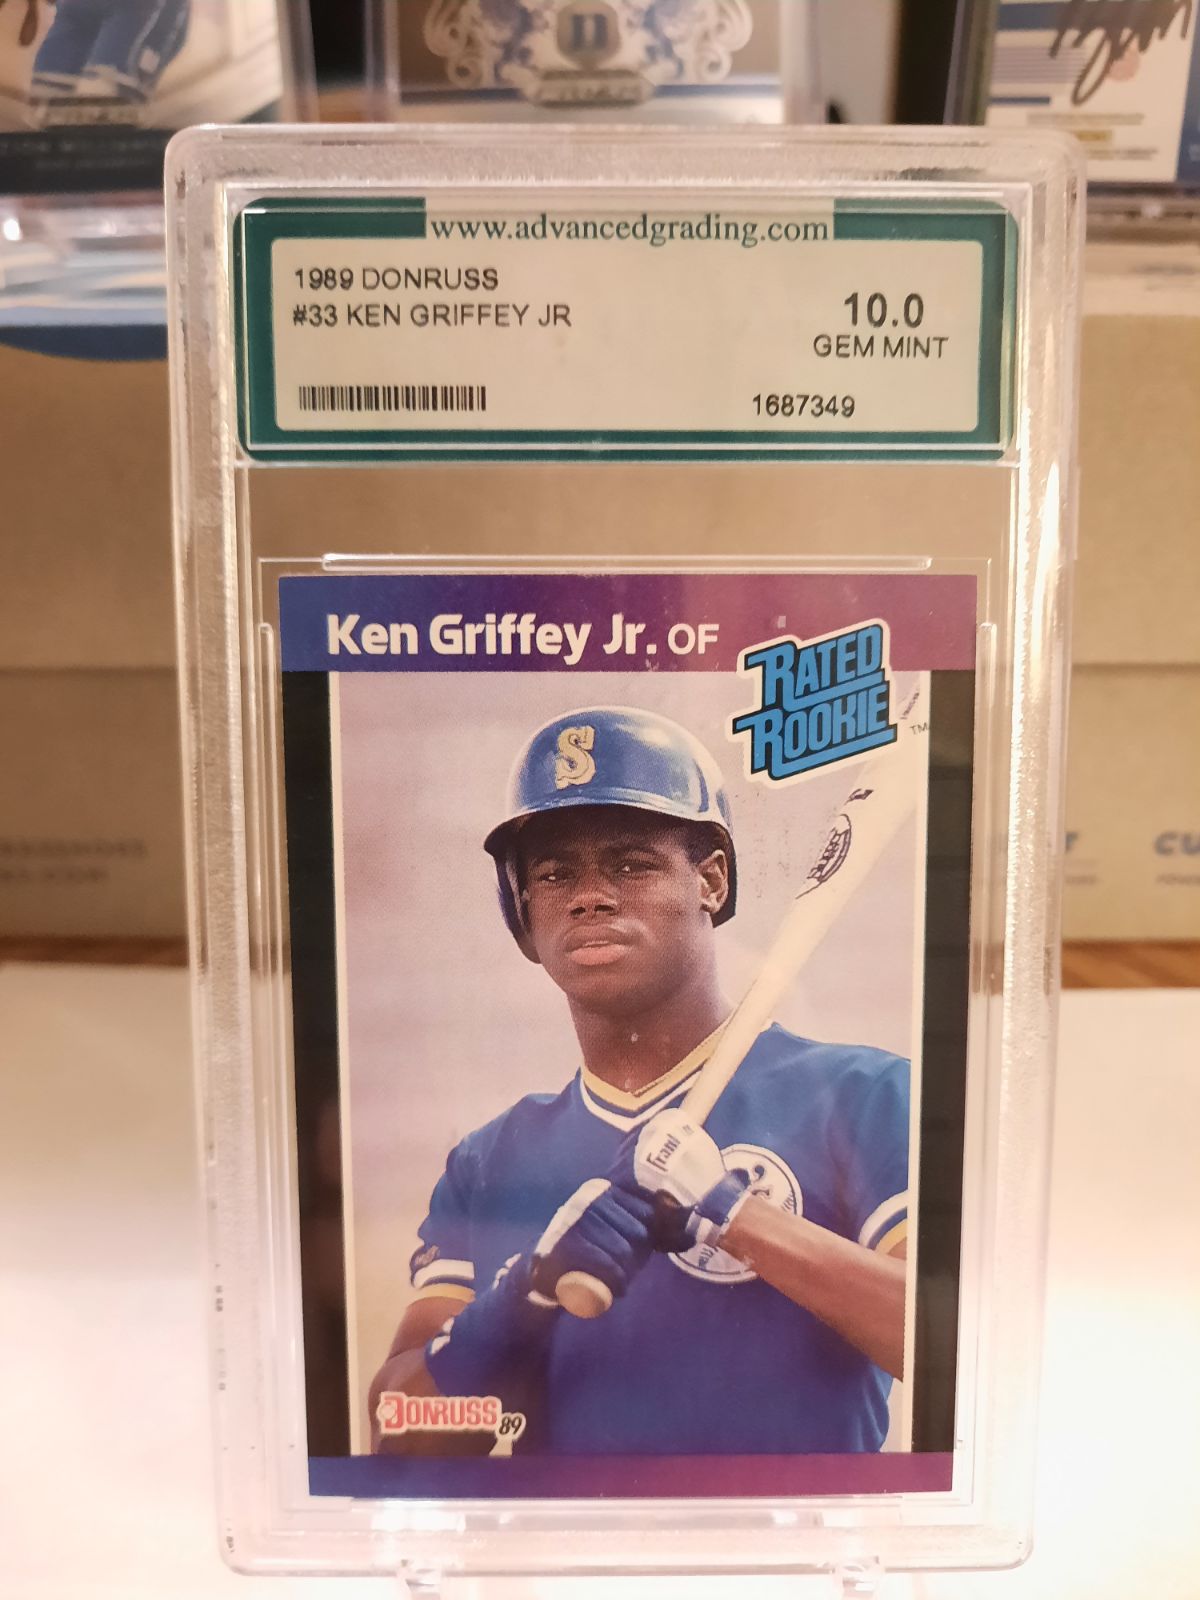 www.advancedgrading.com
1989 DONRUSS
#33 KEN GRIFFEY JR
10.0
GEM MINT
1687349
Ken Griffey Jr. OF
RATED
ROOKIE
TM
S
Franklin
DONRUSS 89